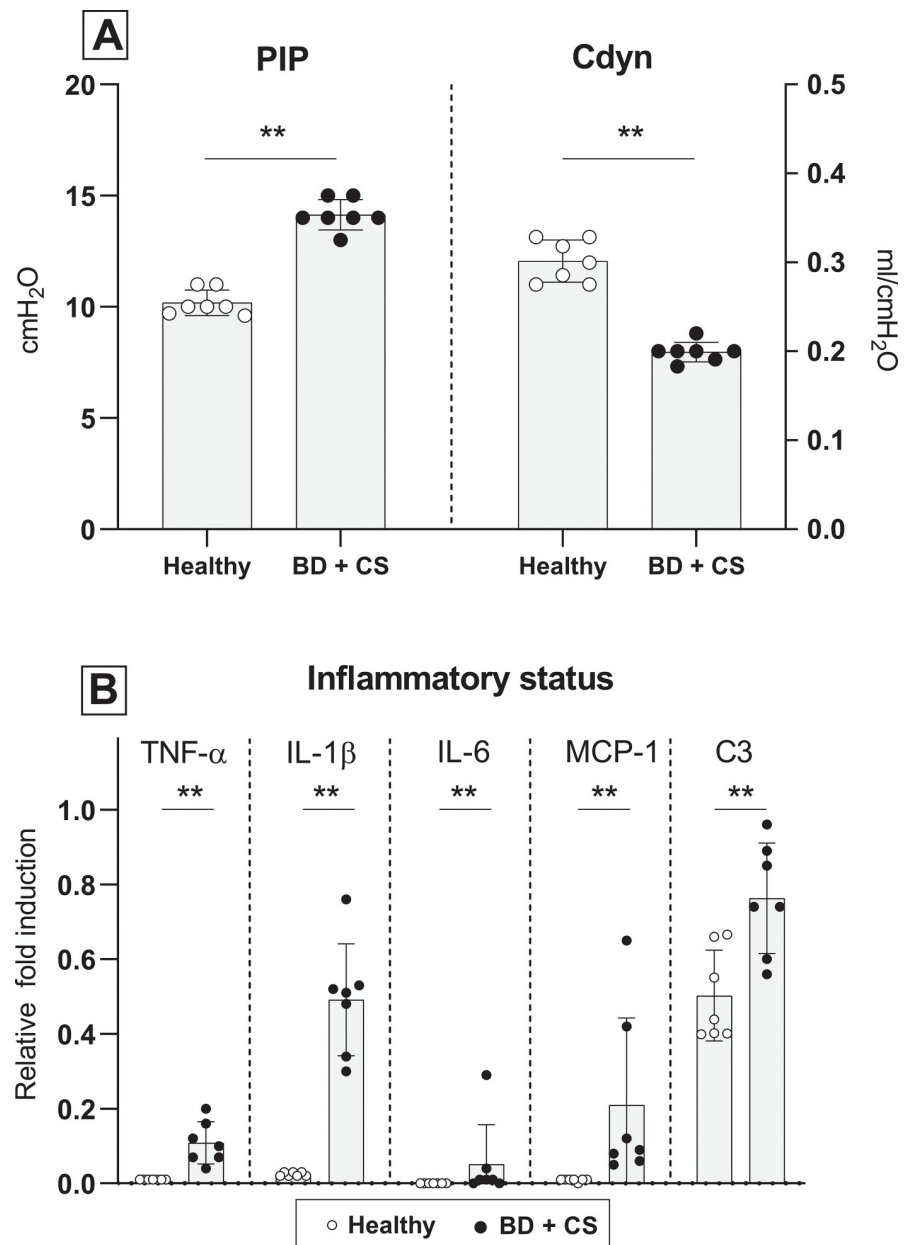 A
PIP
Cdyn
20
15
10
5
0
cmH₂O
**
**
0.5
0.4
0.3
0.2
0.1
0.0
ml/cmH₂O
Healthy
BD + CS
Healthy
BD + CS
B
Inflammatory status
TNF-α
IL-1β
IL-6
MCP-1
C3
**
**
**
**
**
1.0
0.8
0.6
0.4
0.2
0.0
Relative fold induction
Healthy
BD + CS